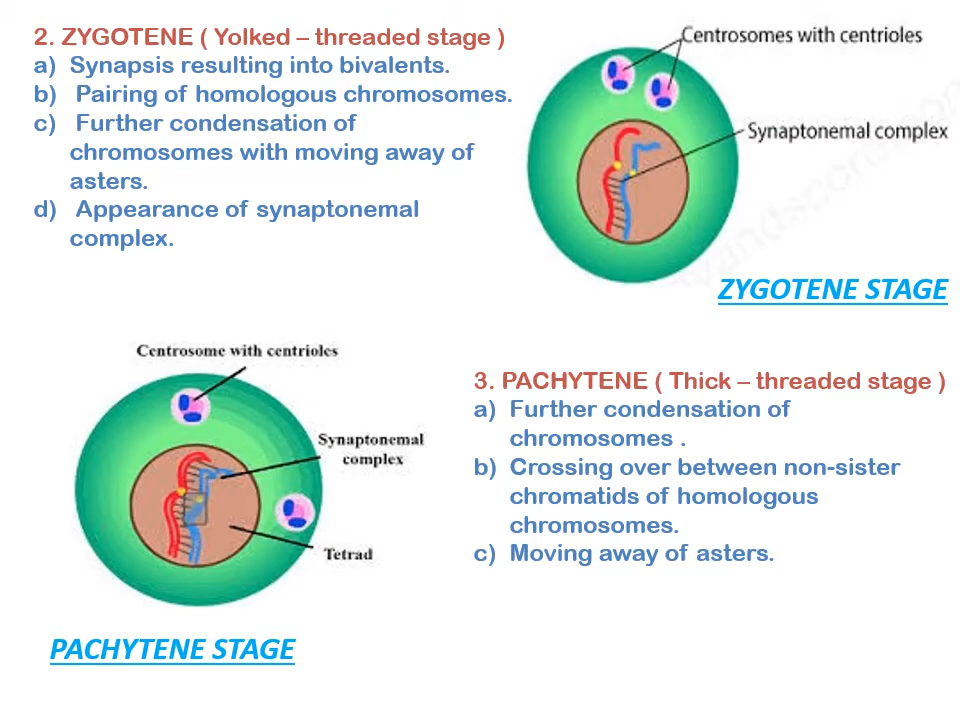 2. ZYGOTENE ( Yolked – threaded stage )
a) Synapsis resulting into bivalents.
b) Pairing of homologous chromosomes.
c) Further condensation of
chromosomes with moving away of
asters.
d) Appearance of synaptonemal
complex.
Centrosomes with centrioles
Synaptonemal complex
ZYGOTENE STAGE
Centrosome with centrioles
Synaptonemal
complex
Tetrad
PACHYTENE STAGE
3. PACHYTENE ( Thick – threaded stage )
a) Further condensation of
chromosomes .
b) Crossing over between non-sister
chromatids of homologous
chromosomes.
c) Moving away of asters.